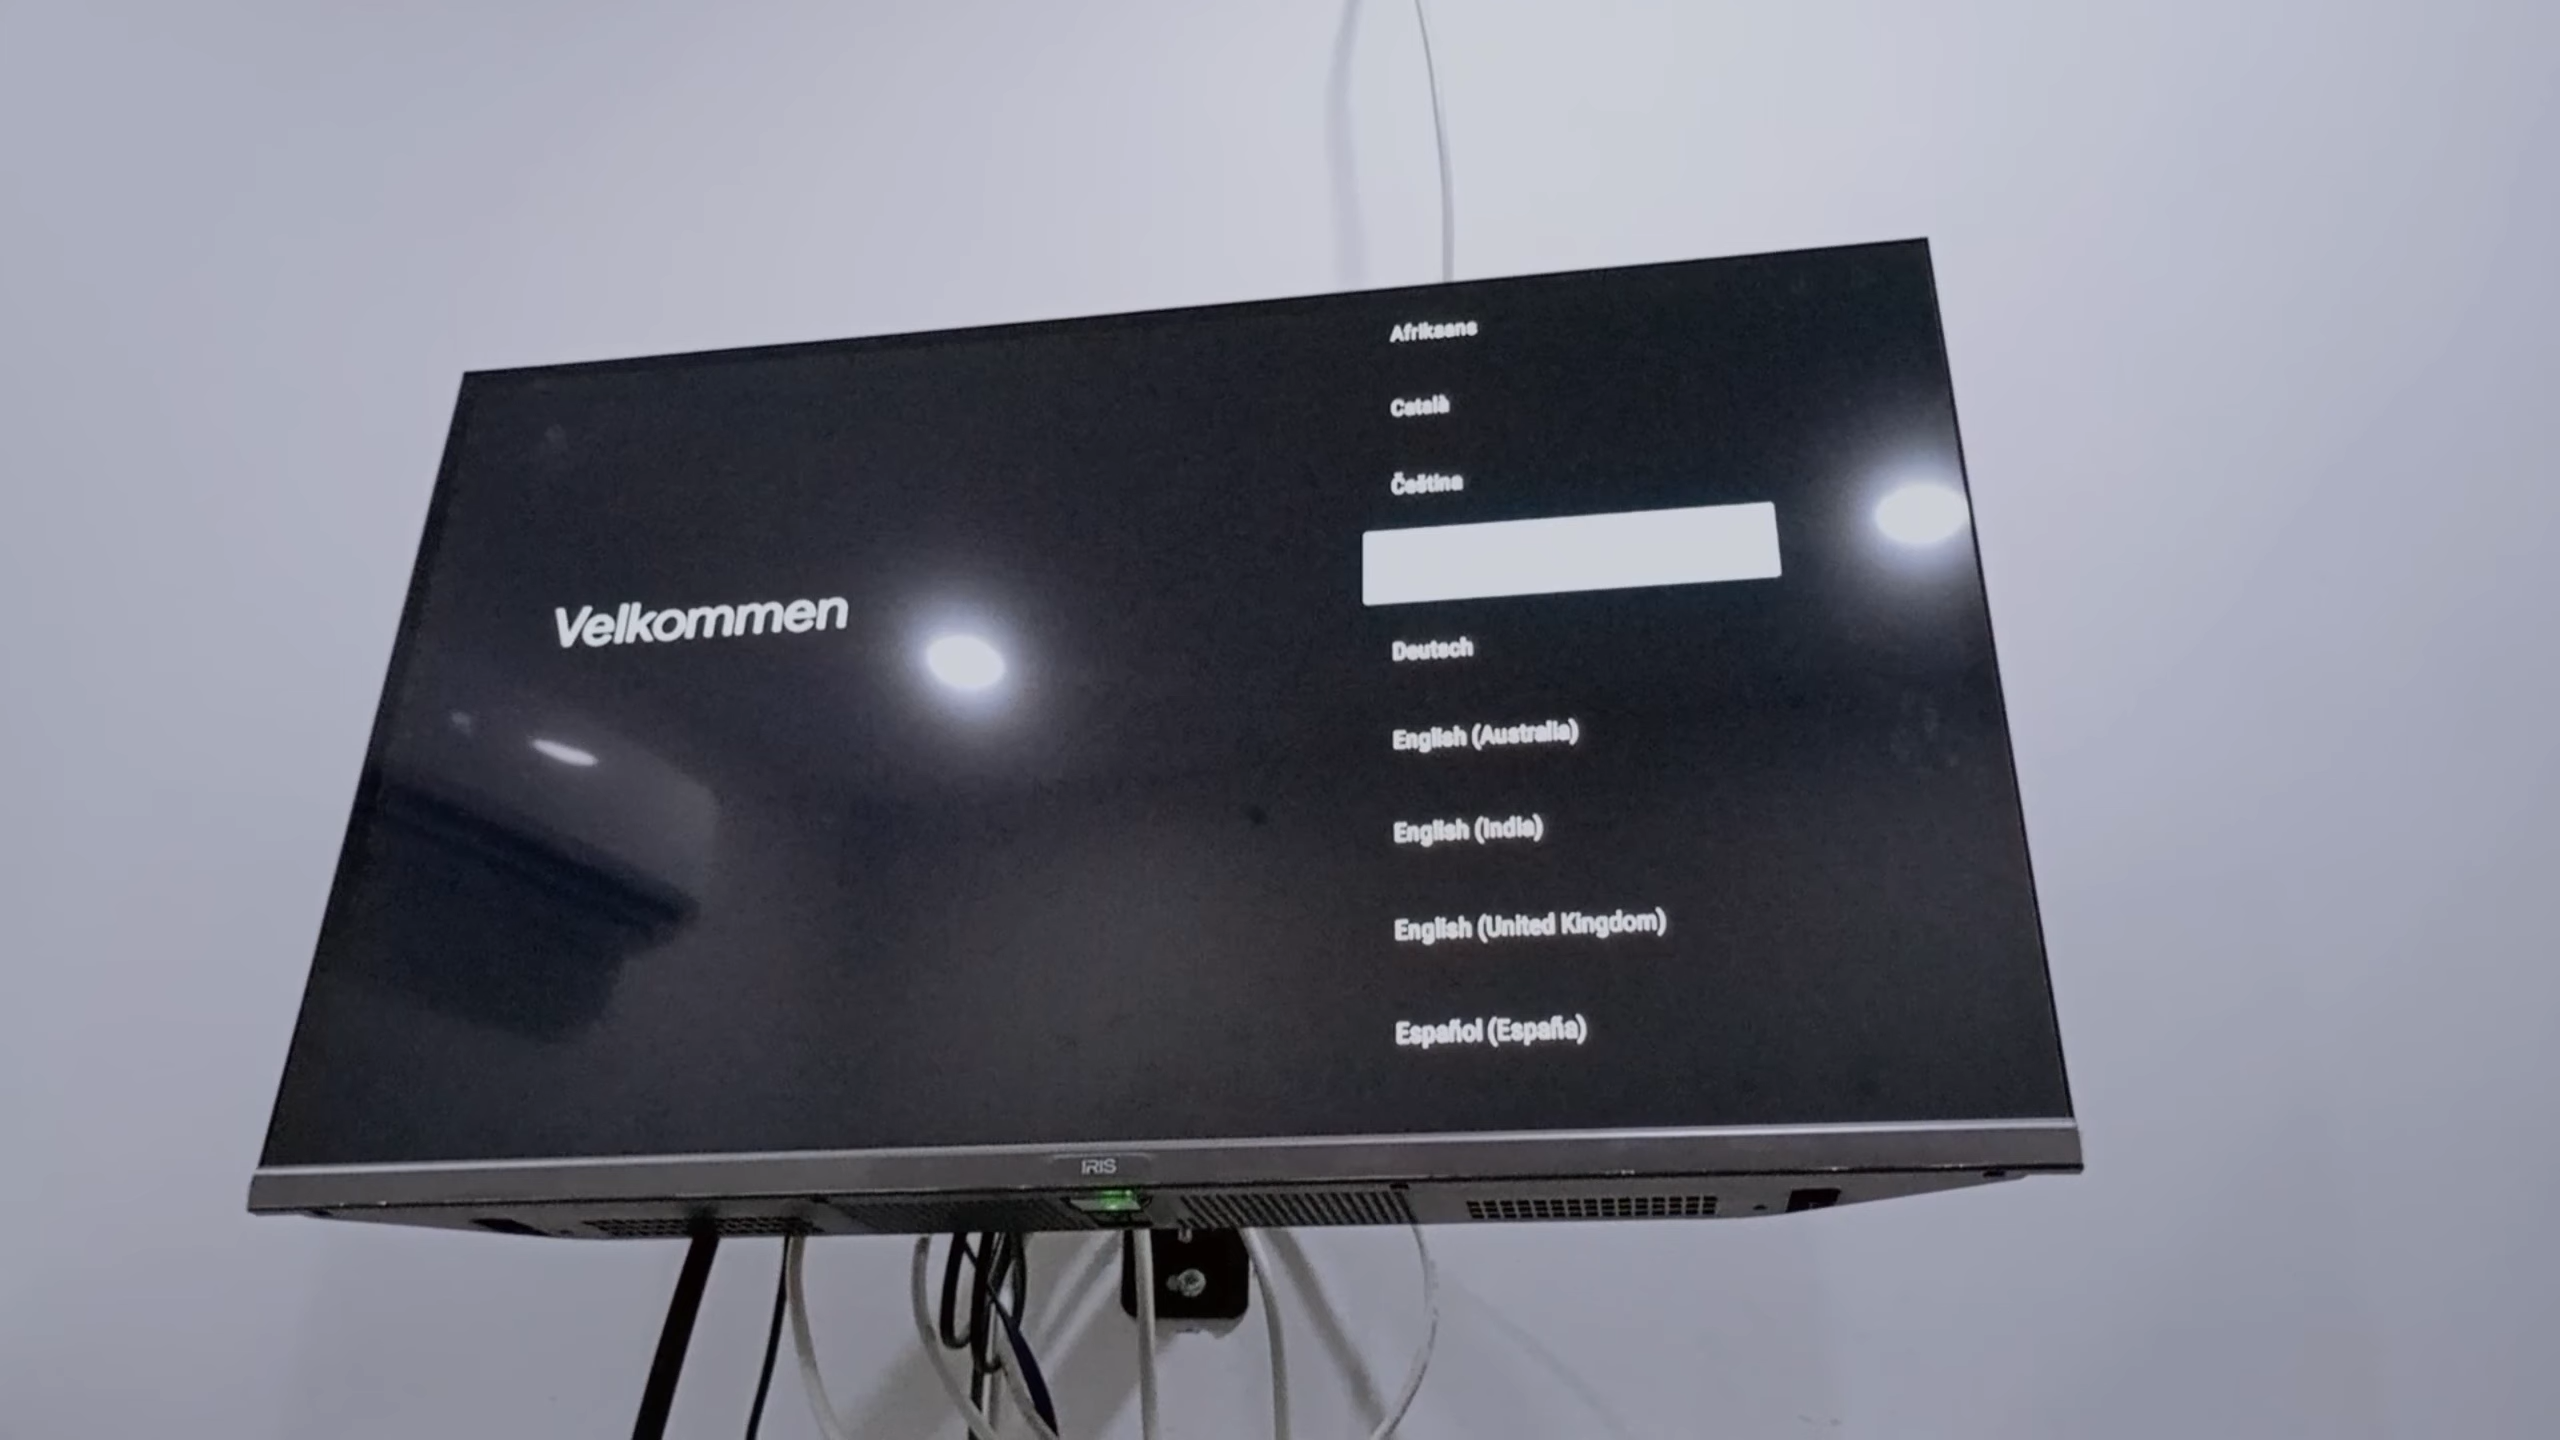 Velkommen
Afrikaans
Català
Čeština
Deutsch
English (Australia)
English (India)
English (United Kingdom)
Español (España)
IRIS